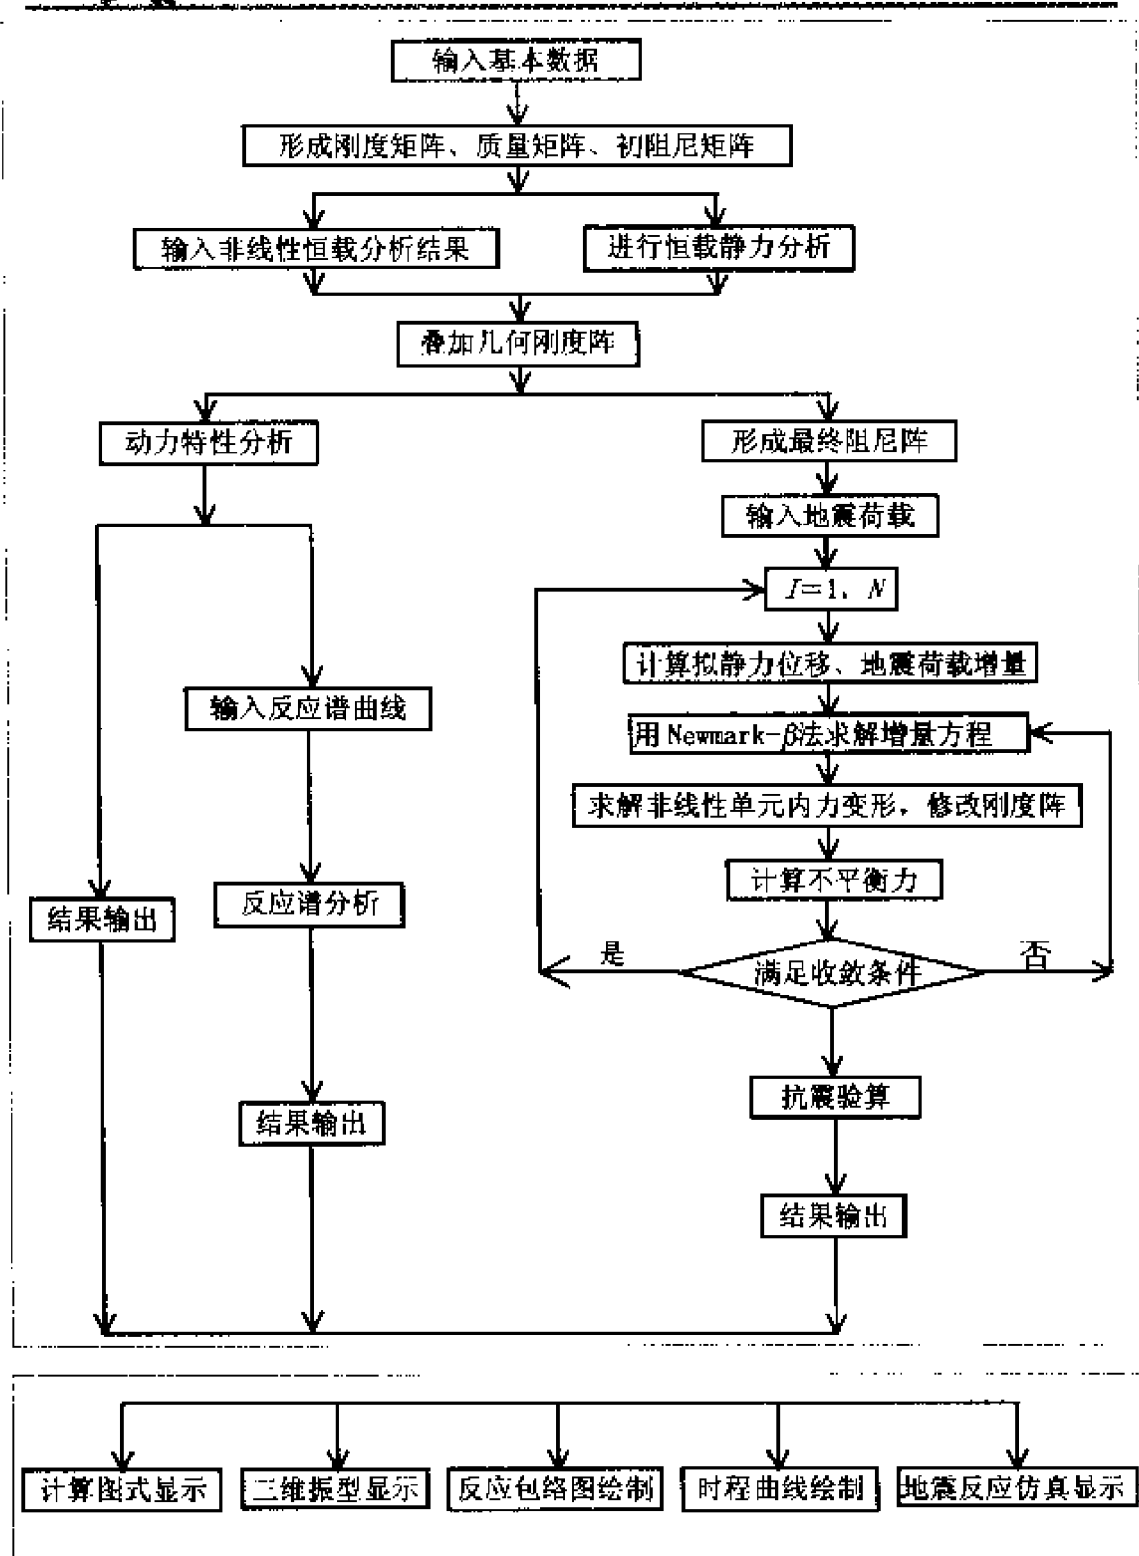 输入基本数据
形成刚度矩阵、质量矩阵、初阻尼矩阵
输入非线性恒载分析结果
进行恒载静力分析
叠加几何刚度阵
动力特性分析
形成最终阻尼阵
输入地震荷载
I=1，N
计算拟静力位移、地震荷载增量
输入反应谱曲线
用Newmark-β法求解增量方程
求解非线性单元内力变形，修改刚度阵
计算不平衡力
反应谱分析
结果输出
是
满足收敛条件
否
抗震验算
结果输出
结果输出
计算图式显示
三维振型显示
反应包络图绘制
时程曲线绘制
地震反应仿真显示